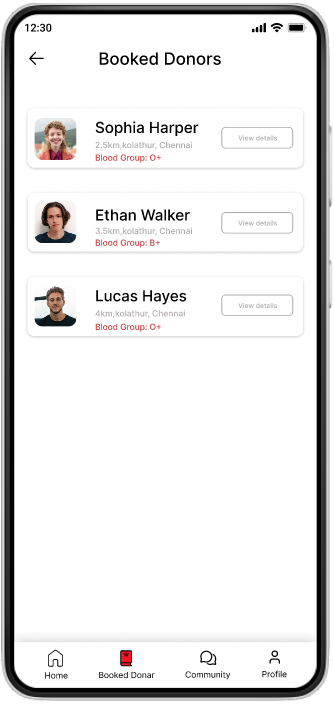 12:30
Booked Donors
Sophia Harper
2.5km,kolathur, Chennai
Blood Group: O+
View details
Ethan Walker
3.5km,kolathur, Chennai
Blood Group: B+
View details
Lucas Hayes
4km,kolathur, Chennai
Blood Group: O+
View details
Home
Booked Donar
Community
Profile